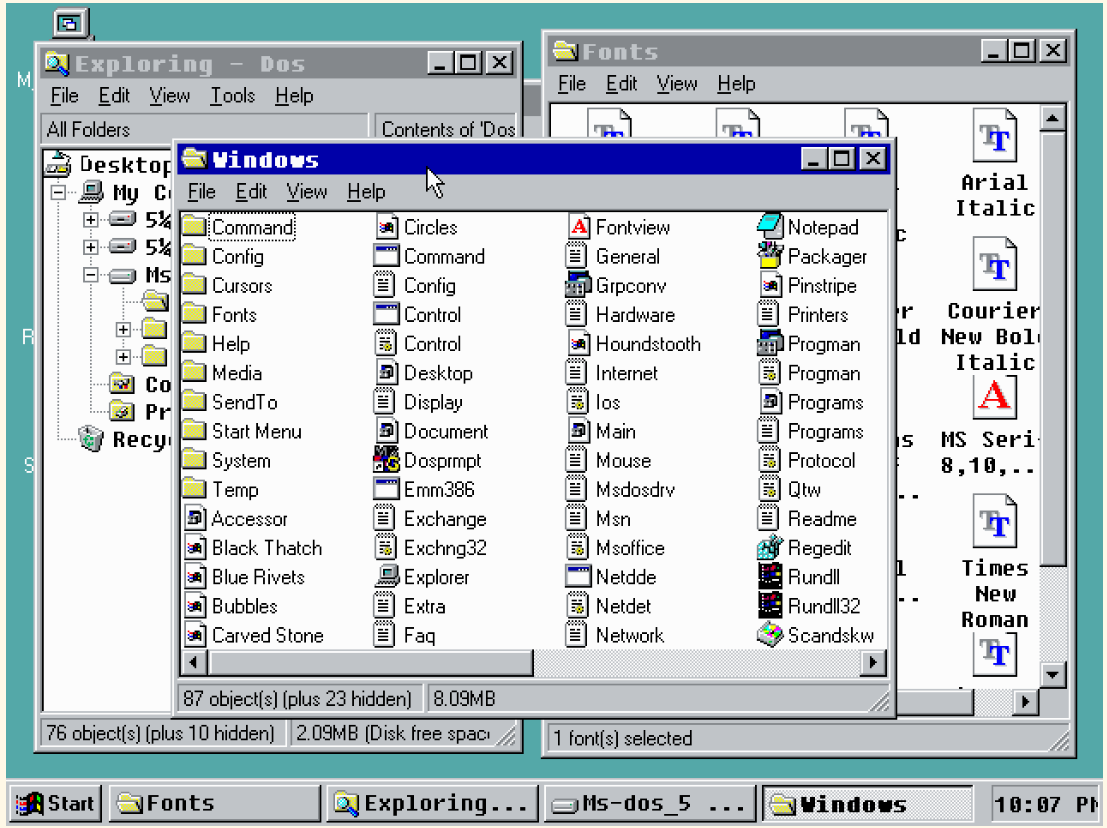 Exploring - Dos
File Edit View Tools Help
All Folders
Contents of 'Dos
Desktop
5¼
5¼
Ms
Co
Pr
Fonts
File Edit View Help
Arial
Italic
Courier
New Bol
Italic
MS Seri
8,10,..
Times
New
Roman
Windows
File Edit View Help
Command Circles Fontview Notepad
Config Command General Packager
Cursors Config Grpconv Pinstripe
Fonts Control Hardware Printers
Help Control Houndstooth Progman
Media Desktop Internet Progman
SendTo Display Ios Programs
Start Menu Document Main Programs
System Dosprmpt Mouse Protocol
Temp Emm386 Msdosdrv Qtw
Accessor Exchange Msn Readme
Black Thatch Exchng32 Msoffice Regedit
Blue Rivets Explorer Netdde Rundll
Bubbles Extra Netdet Rundll32
Carved Stone Faq Network Scandskw
87 object(s) (plus 23 hidden) 8.09MB
76 object(s) (plus 10 hidden) 2.09MB (Disk free spac
1 font(s) selected
Start Fonts Exploring... Ms-dos_5 ... Windows 10:07 PM